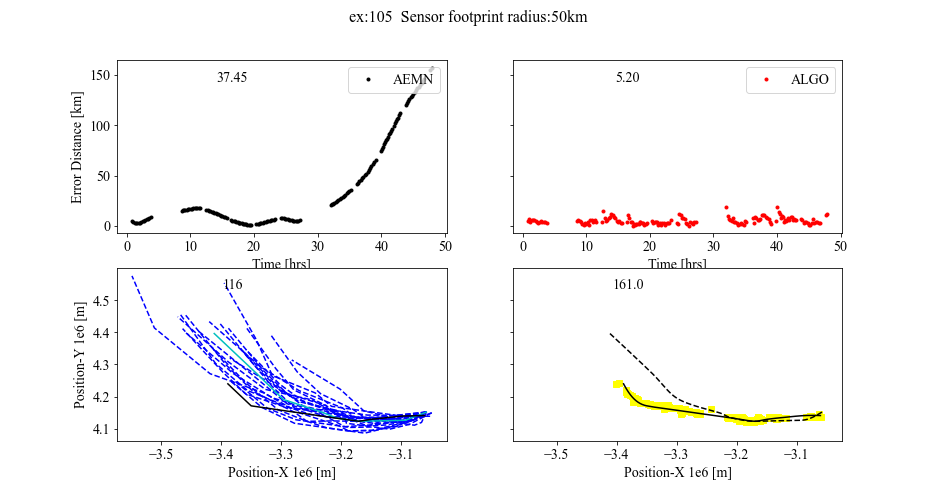 ex:105 Sensor footprint radius:50km
37.45
AEMN
5.20
ALGO
150
100
50
0
Error Distance [km]
0 10 20 30 40 50
0 10 20 30 40 50
Time [hrs]
Time [hrs]
116
161.0
4.5
4.4
4.3
4.2
4.1
Position-Y 1e6 [m]
−3.5 −3.4 −3.3 −3.2 −3.1
−3.5 −3.4 −3.3 −3.2 −3.1
Position-X 1e6 [m]
Position-X 1e6 [m]